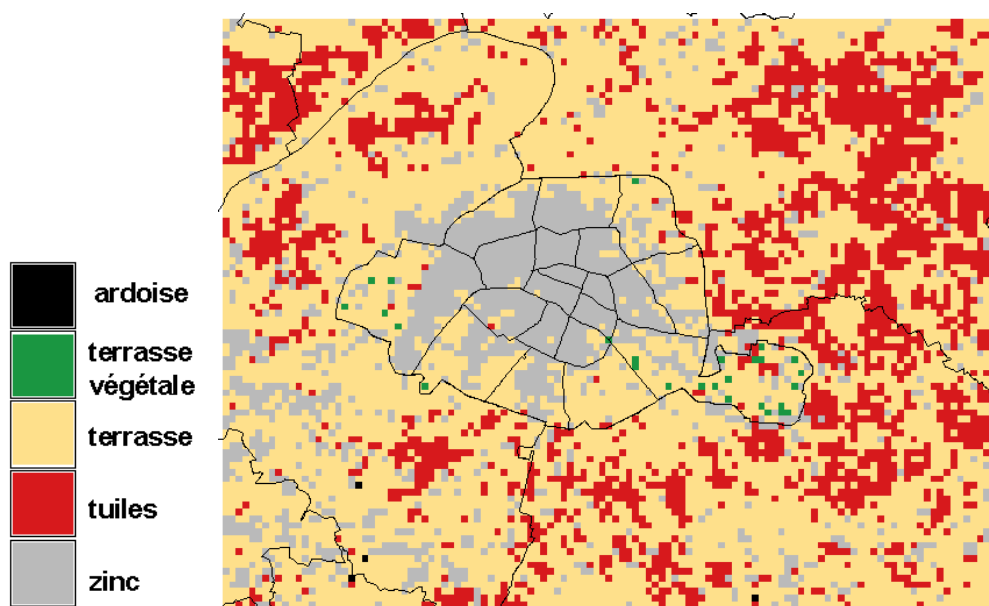 ardoise
terrasse
végétale
terrasse
tuiles
zinc